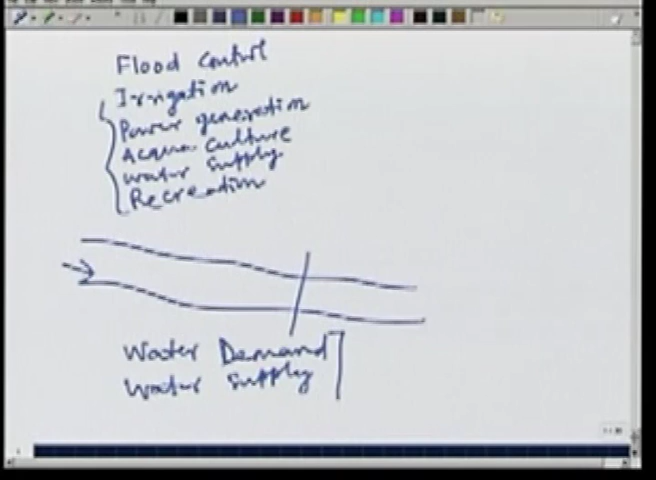 Flood Control
Irrigation
Power generation
Acqua-culture
Water supply
Recreation
Water Demand
Water supply